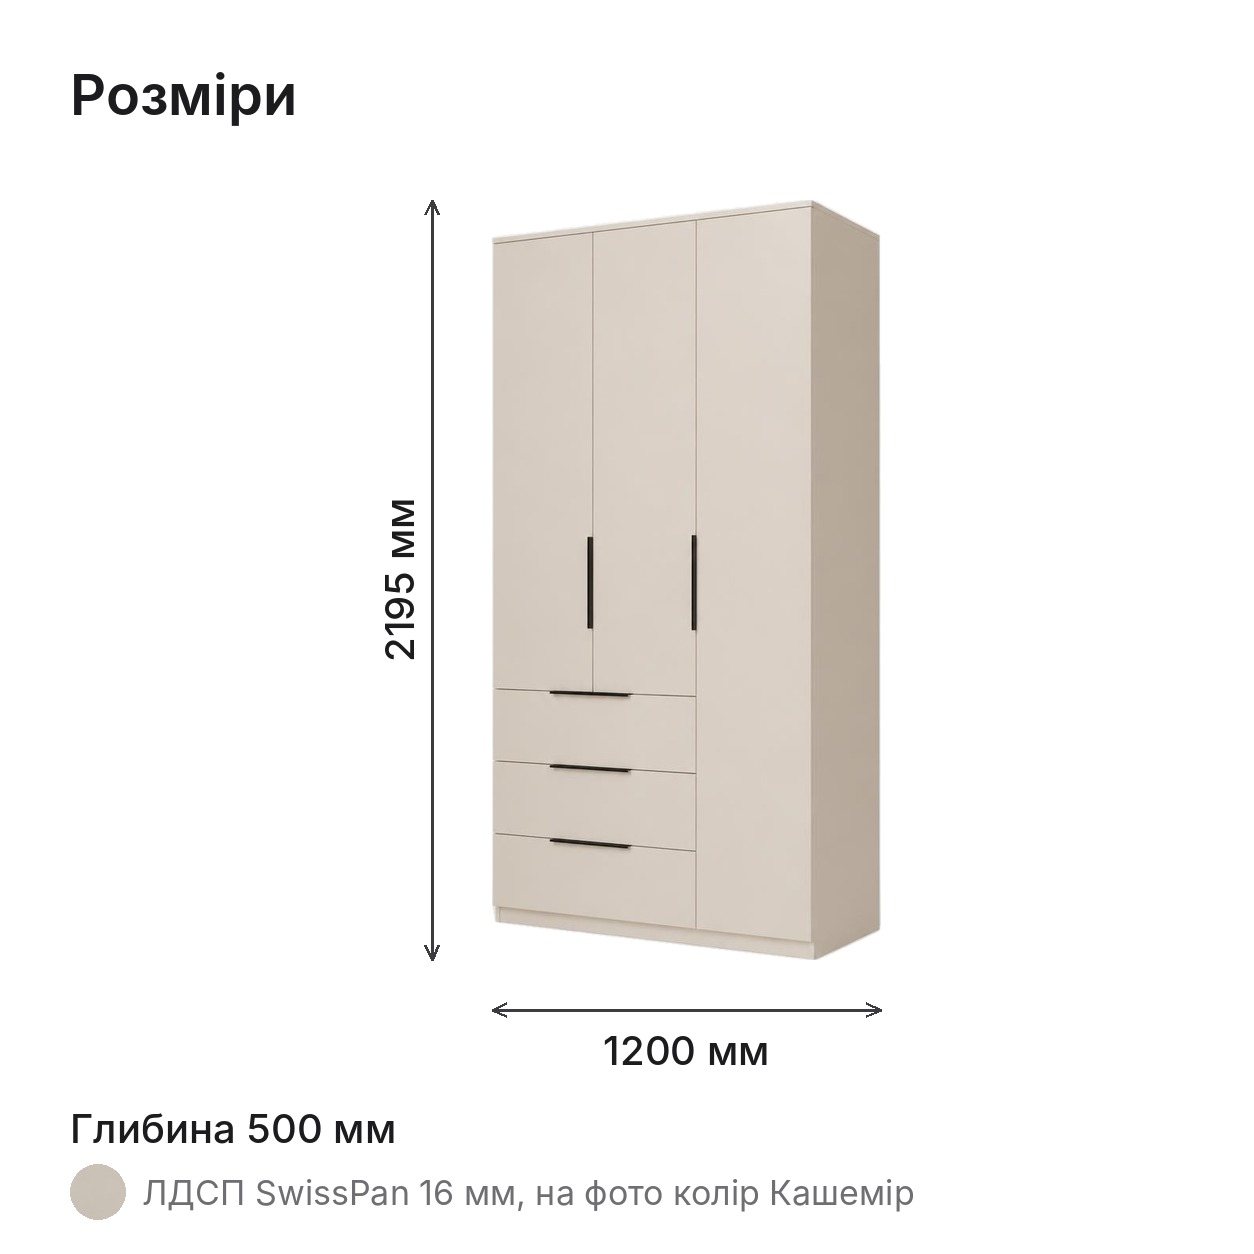 Розміри
2195 мм
1200 мм
Глибина 500 мм
ЛДСП SwissPan 16 мм, на фото колір Кашемір